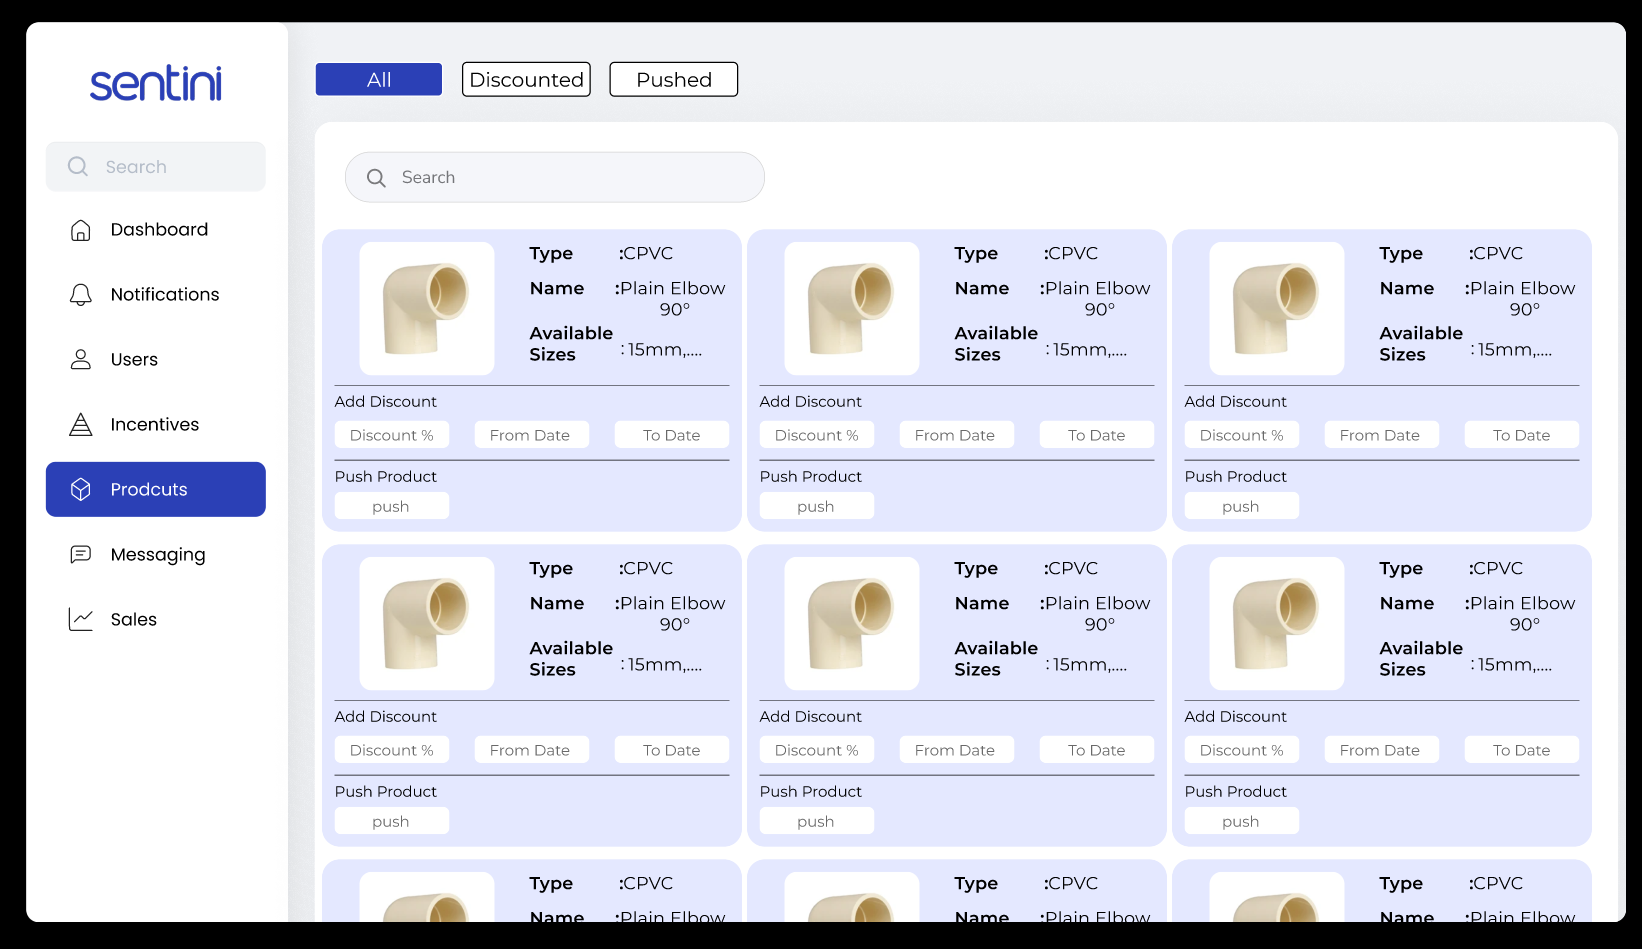 sentini
Search
Dashboard
Notifications
Users
Incentives
Prodcuts
Messaging
Sales
All Discounted Pushed
Search
Type :CPVC
Name :Plain Elbow
90°
Available
Sizes : 15mm,....
Add Discount
Discount % From Date To Date
Push Product
push
Type :CPVC
Name :Plain Elbow
90°
Available
Sizes : 15mm,....
Add Discount
Discount % From Date To Date
Push Product
push
Type :CPVC
Name :Plain Elbow
90°
Available
Sizes : 15mm,....
Add Discount
Discount % From Date To Date
Push Product
push
Type :CPVC
Name :Plain Elbow
90°
Available
Sizes : 15mm,....
Add Discount
Discount % From Date To Date
Push Product
push
Type :CPVC
Name :Plain Elbow
90°
Available
Sizes : 15mm,....
Add Discount
Discount % From Date To Date
Push Product
push
Type :CPVC
Name :Plain Elbow
90°
Available
Sizes : 15mm,....
Add Discount
Discount % From Date To Date
Push Product
push
Type :CPVC
Name :Plain Elbow
Type :CPVC
Name :Plain Elbow
Type :CPVC
Name :Plain Elbow